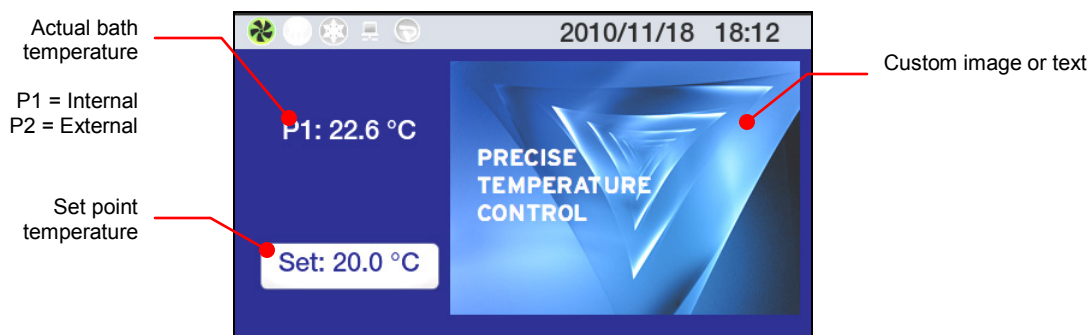 Actual bath
temperature
P1 = Internal
P2 = External
Set point
temperature
2010/11/18 18:12
P1: 22.6 °C
Set: 20.0 °C
PRECISE
TEMPERATURE
CONTROL
Custom image or text